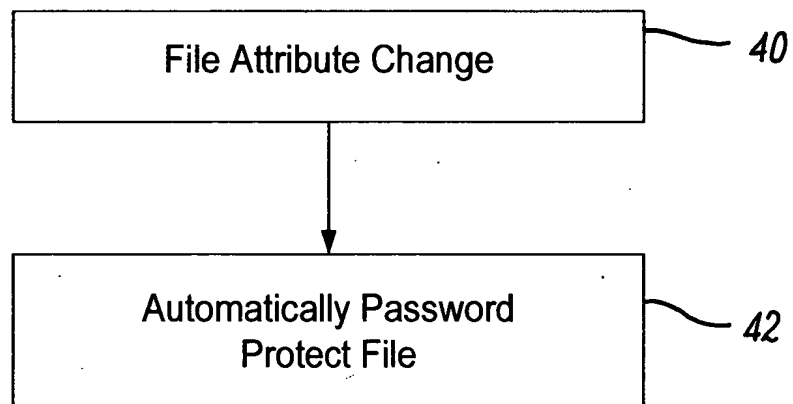 File Attribute Change
40
Automatically Password
Protect File
42